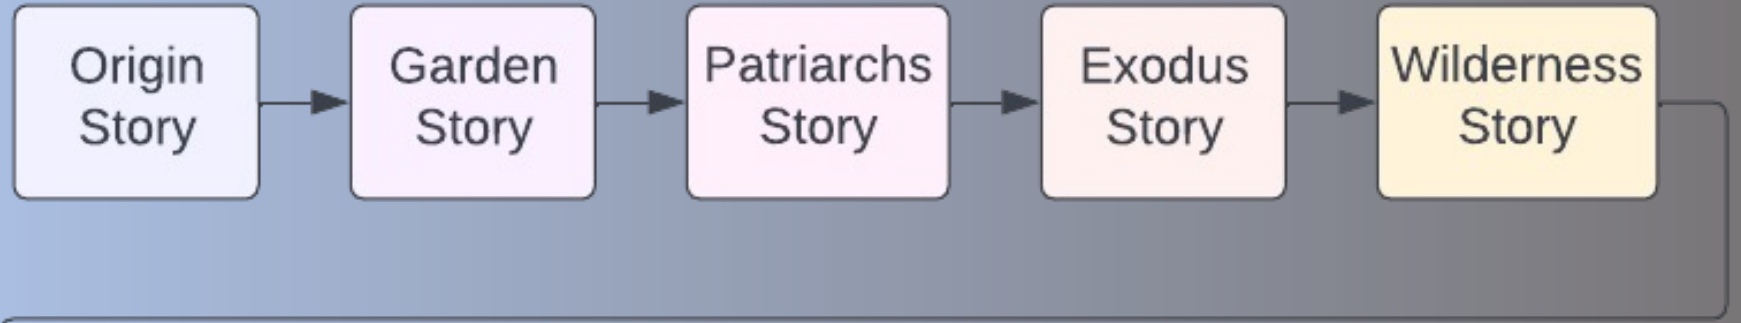 Origin
Story
Garden
Story
Patriarchs
Story
Exodus
Story
Wilderness
Story